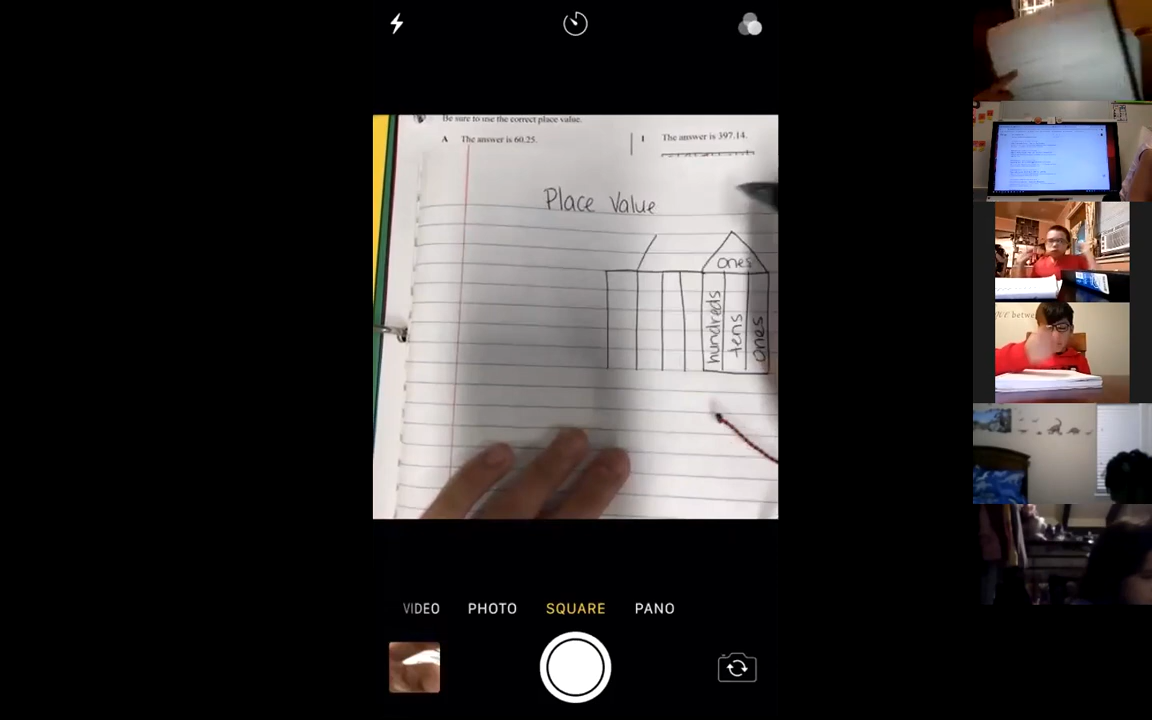 Be sure to use the correct place value.
A The answer is 60.25.
1 The answer is 397.14.
Place Value
ones
hundreds
tens
ones
VIDEO PHOTO SQUARE PANO